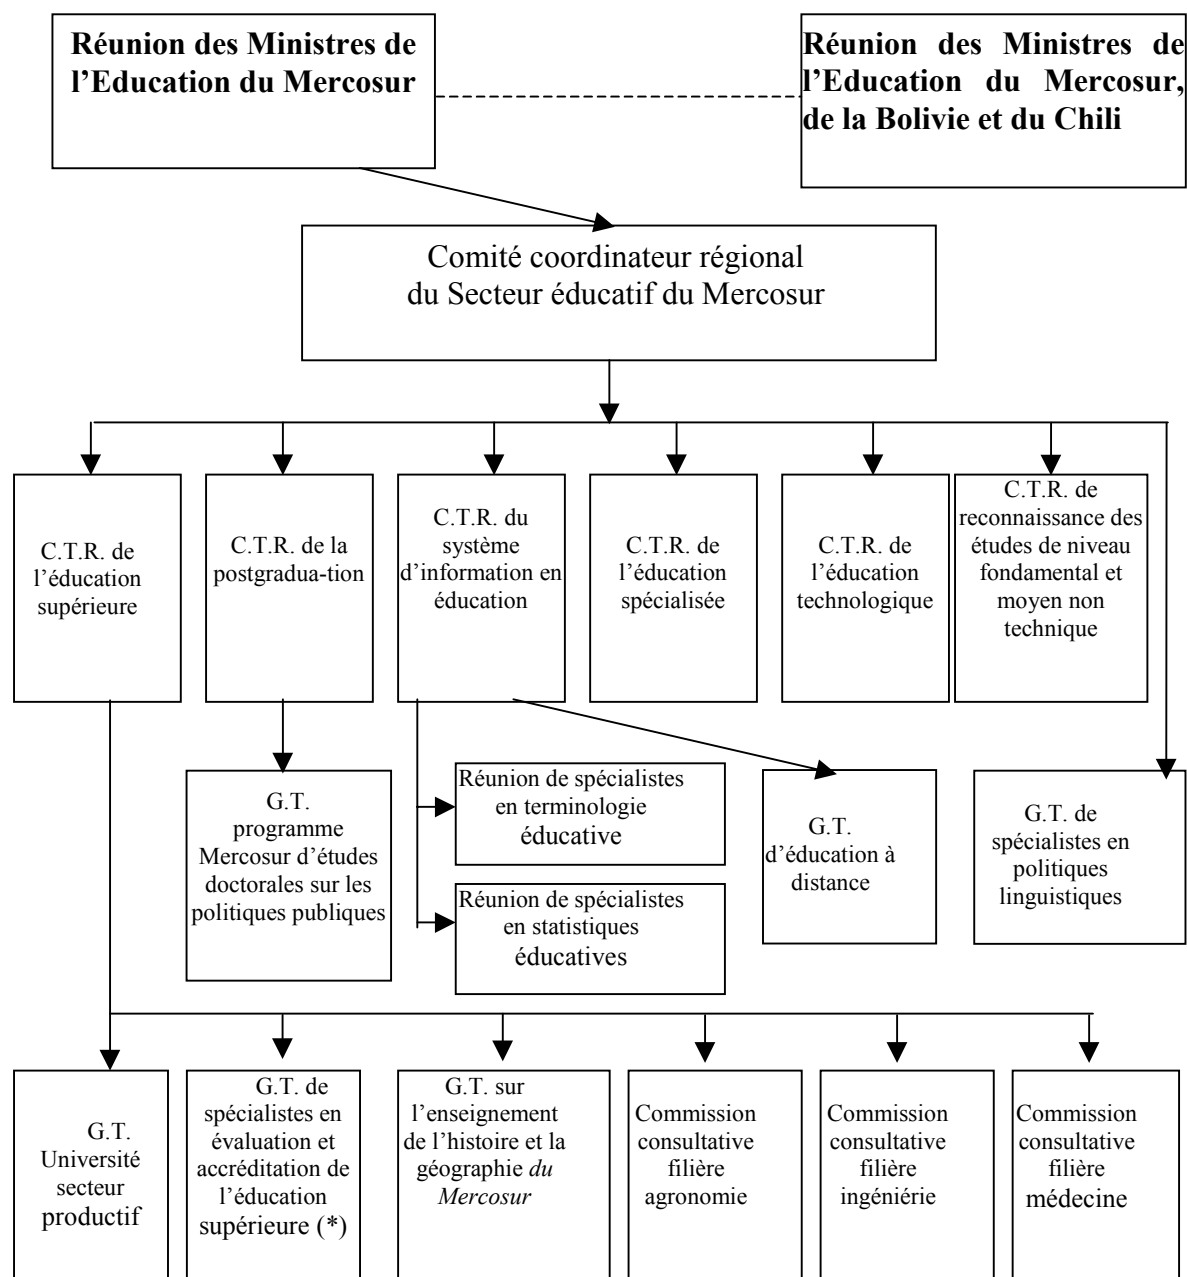 Réunion des Ministres de
l’Education du Mercosur
Réunion des Ministres de
l’Education du Mercosur,
de la Bolivie et du Chili
Comité coordinateur régional
du Secteur éducatif du Mercosur
C.T.R. de
l’éducation
supérieure
C.T.R. de la
postgradua-tion
C.T.R. du
système
d’information en
éducation
C.T.R. de
l’éducation
spécialisée
C.T.R. de
l’éducation
technologique
C.T.R. de
reconnaissance des
études de niveau
fondamental et
moyen non
technique
G.T.
programme
Mercosur d’études
doctorales sur les
politiques publiques
Réunion de spécialistes
en terminologie
éducative
Réunion de spécialistes
en statistiques
éducatives
G.T.
d’éducation à
distance
G.T. de
spécialistes en
politiques
linguistiques
G.T.
Université
secteur
productif
G.T. de
spécialistes en
évaluation et
accréditation de
l’éducation
supérieure (*)
G.T. sur
l’enseignement
de l’histoire et la
géographie du
Mercosur
Commission
consultative
filière
agronomie
Commission
consultative
filière
ingéniérie
Commission
consultative
filière
médecine